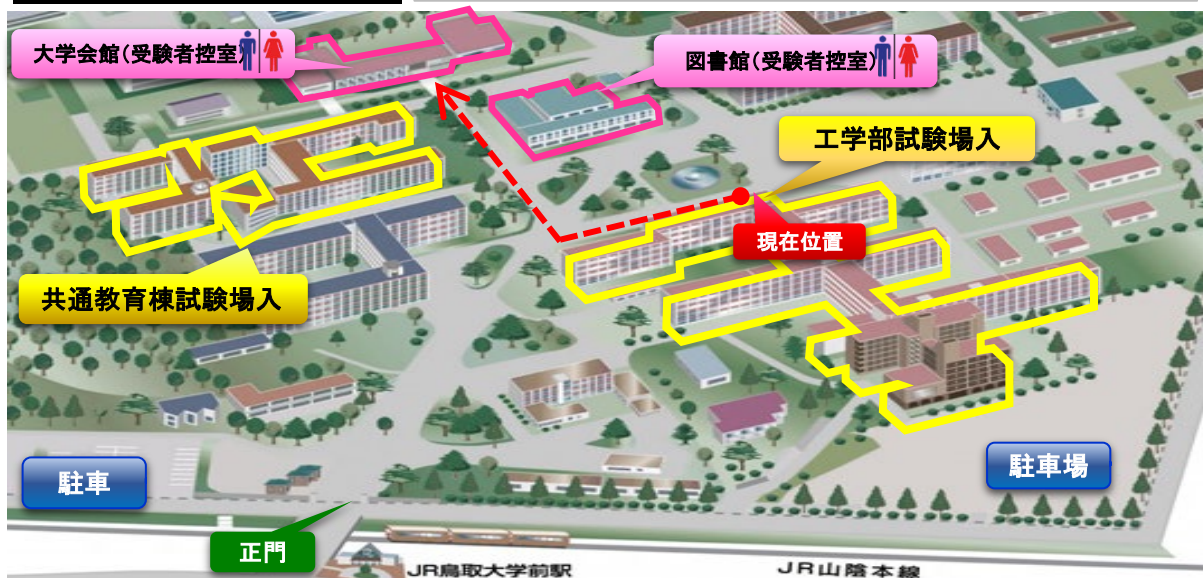 大学会館(受験者控室)
図書館(受験者控室)
工学部試験場入
現在位置
共通教育棟試験場入
駐車
駐車場
正門
JR鳥取大学前駅
JR山陰本線